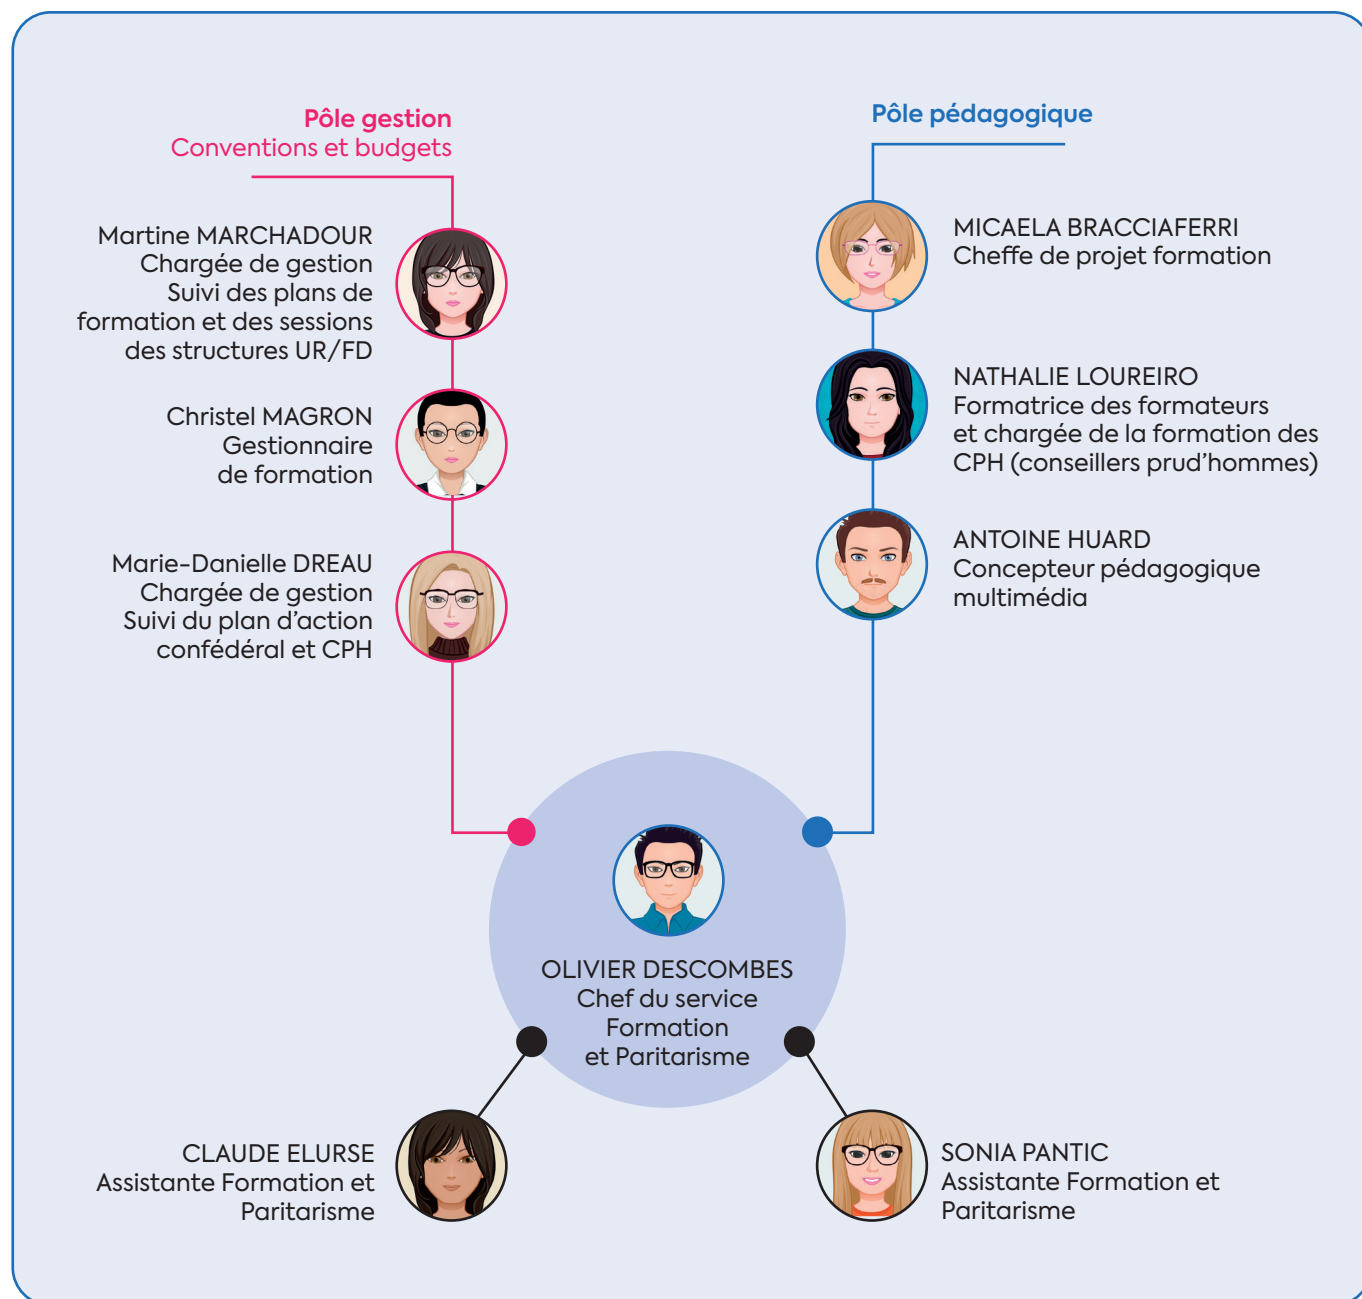 Pôle gestion
Conventions et budgets
Martine MARCHADOUR
Chargée de gestion
Suivi des plans de
formation et des sessions
des structures UR/FD
Christel MAGRON
Gestionnaire
de formation
Marie-Danielle DREAU
Chargée de gestion
Suivi du plan d’action
confédéral et CPH
Pôle pédagogique
MICAELA BRACCIAFERRI
Cheffe de projet formation
NATHALIE LOUREIRO
Formatrice des formateurs
et chargée de la formation des
CPH (conseillers prud’hommes)
ANTOINE HUARD
Concepteur pédagogique
multimédia
OLIVIER DESCOMBES
Chef du service
Formation
et Paritarisme
CLAUDE ELURSE
Assistante Formation et
Paritarisme
SONIA PANTIC
Assistante Formation et
Paritarisme